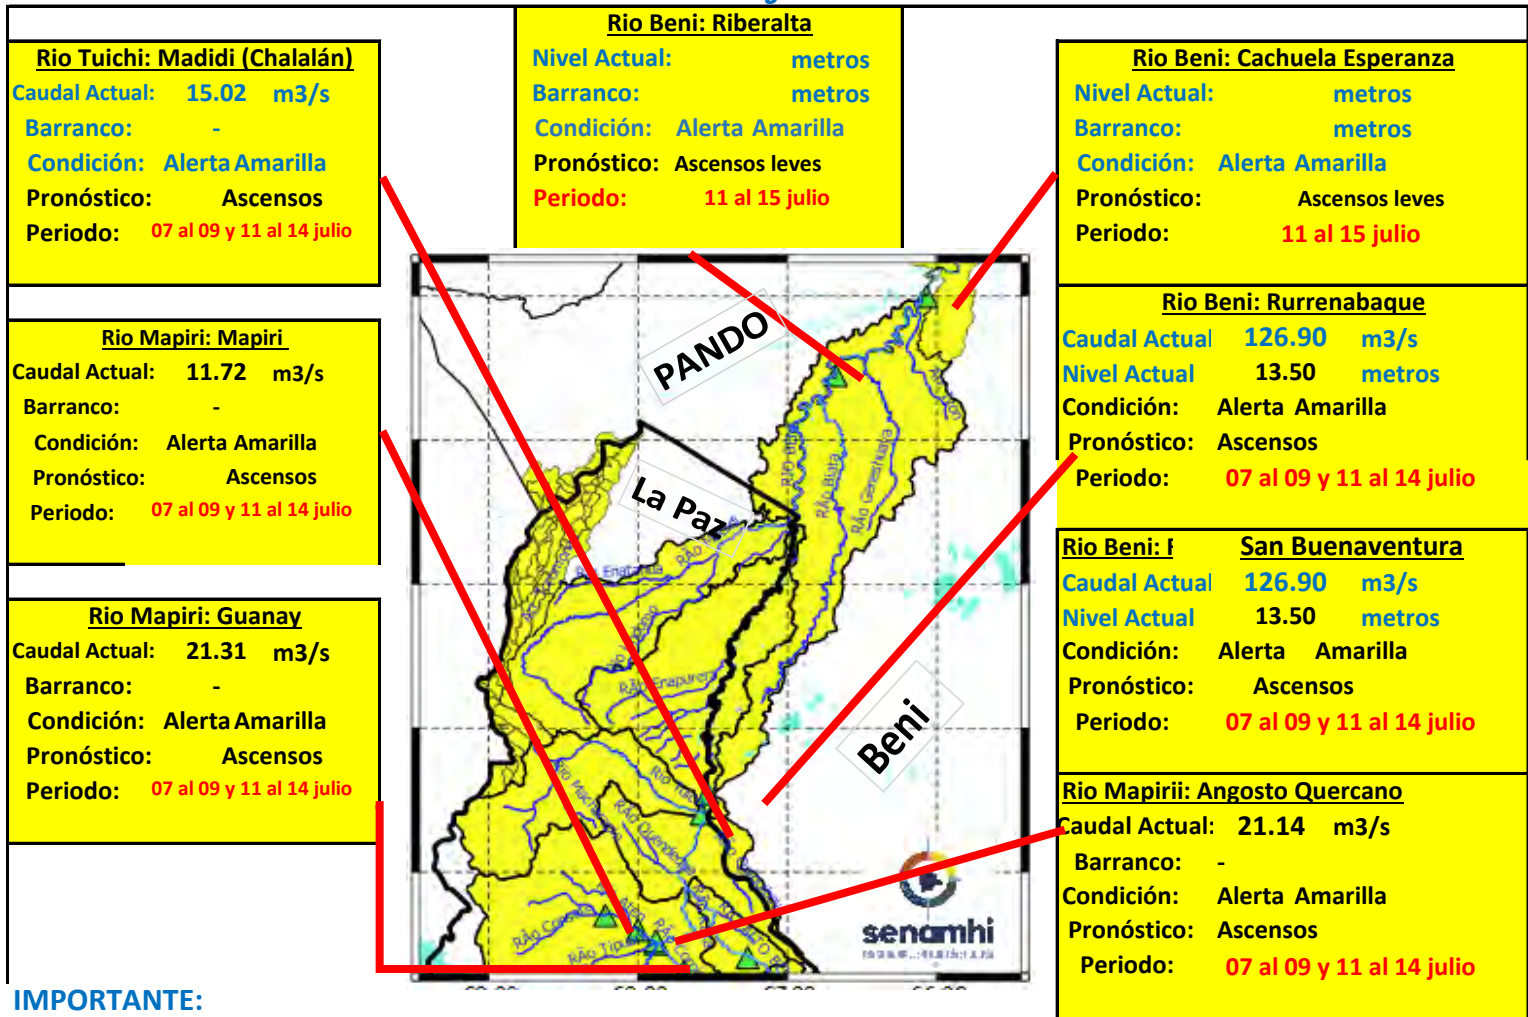 Rio Tuichi: Madidi (Chalalán)
Caudal Actual: 15.02 m3/s
Barranco: -
Condición: Alerta Amarilla
Pronóstico: Ascensos
Periodo: 07 al 09 y 11 al 14 julio
Rio Mapiri: Mapiri
Caudal Actual: 11.72 m3/s
Barranco: -
Condición: Alerta Amarilla
Pronóstico: Ascensos
Periodo: 07 al 09 y 11 al 14 julio
Rio Mapiri: Guanay
Caudal Actual: 21.31 m3/s
Barranco: -
Condición: Alerta Amarilla
Pronóstico: Ascensos
Periodo: 07 al 09 y 11 al 14 julio
Rio Beni: Riberalta
Nivel Actual: metros
Barranco: metros
Condición: Alerta Amarilla
Pronóstico: Ascensos leves
Periodo: 11 al 15 julio
PANDO
La Paz
Beni
RÃo Biata
RÃo Geneshuaya
RÃo Enapurera
senamhi
Rio Beni: Cachuela Esperanza
Nivel Actual: metros
Barranco: metros
Condición: Alerta Amarilla
Pronóstico: Ascensos leves
Periodo: 11 al 15 julio
Rio Beni: Rurrenabaque
Caudal Actual 126.90 m3/s
Nivel Actual 13.50 metros
Condición: Alerta Amarilla
Pronóstico: Ascensos
Periodo: 07 al 09 y 11 al 14 julio
Rio Beni: San Buenaventura
Caudal Actual 126.90 m3/s
Nivel Actual 13.50 metros
Condición: Alerta Amarilla
Pronóstico: Ascensos
Periodo: 07 al 09 y 11 al 14 julio
Rio Mapirii: Angosto Quercano
Caudal Actual: 21.14 m3/s
Barranco: -
Condición: Alerta Amarilla
Pronóstico: Ascensos
Periodo: 07 al 09 y 11 al 14 julio
IMPORTANTE: